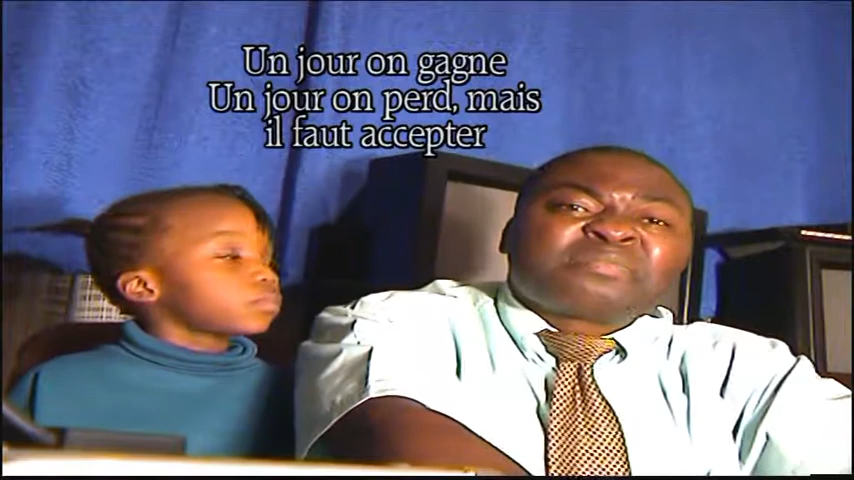 Un jour on gagne
Un jour on perd, mais
il faut accepter